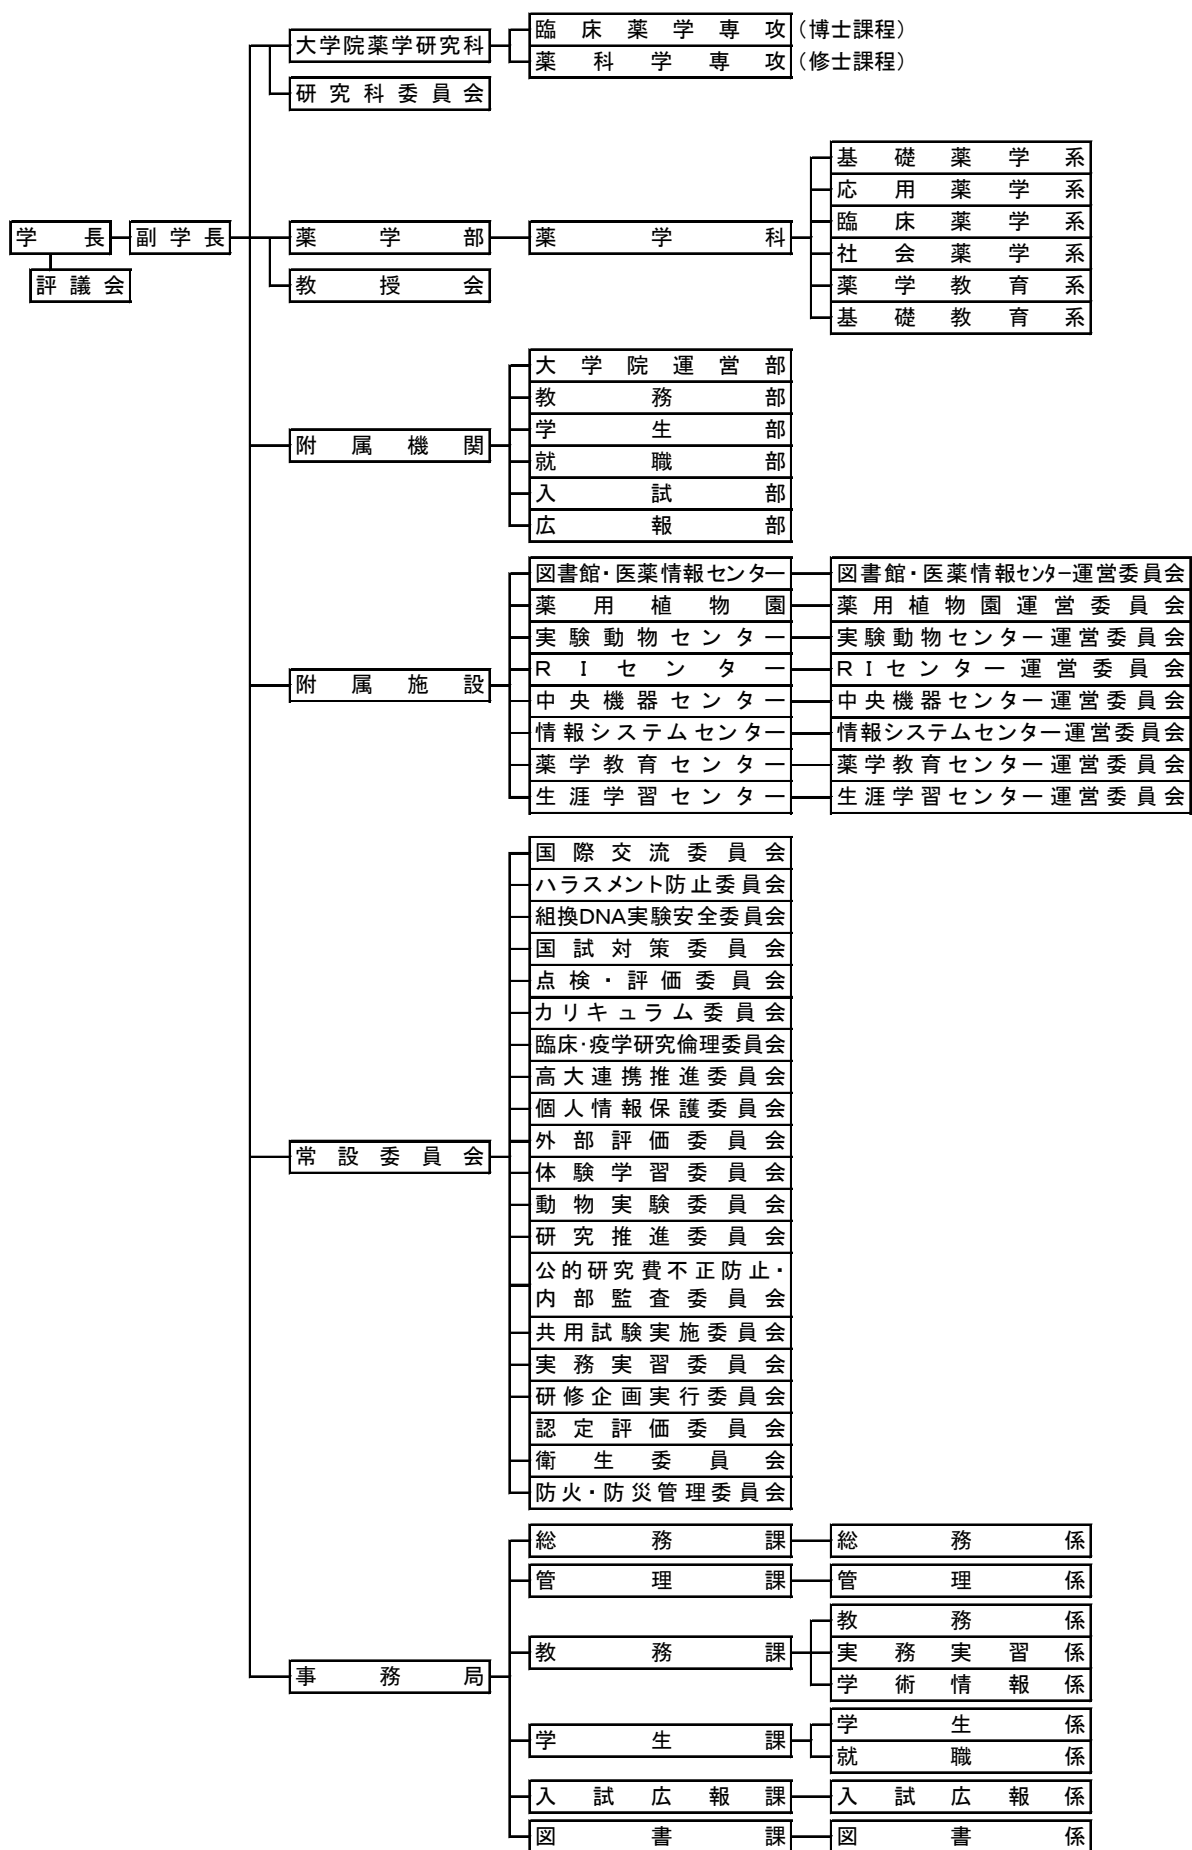 臨床薬学専攻(博士課程)
大学院薬学研究科
薬科学専攻(修士課程)
研究科委員会
基礎薬学系
応用薬学系
臨床薬学系
学長 副学長 薬学部 薬学科
社会薬学系
評議会 教授会 薬学教育系
基礎教育系
大学院運営部
教務部
学生部
附属機関
就職部
入試部
広報部
図書館・医薬情報センター 図書館・医薬情報センター運営委員会
薬用植物園 薬用植物園運営委員会
実験動物センター 実験動物センター運営委員会
RIセンター RIセンター運営委員会
附属施設
中央機器センター 中央機器センター運営委員会
情報システムセンター 情報システムセンター運営委員会
薬学教育センター 薬学教育センター運営委員会
生涯学習センター 生涯学習センター運営委員会
国際交流委員会
ハラスメント防止委員会
組換DNA実験安全委員会
国試対策委員会
点検・評価委員会
カリキュラム委員会
臨床・疫学研究倫理委員会
高大連携推進委員会
個人情報保護委員会
外部評価委員会
常設委員会
体験学習委員会
動物実験委員会
研究推進委員会
公的研究費不正防止・
内部監査委員会
共用試験実施委員会
実務実習委員会
研修企画実行委員会
認定評価委員会
衛生委員会
防火・防災管理委員会
総務課 総務係
管理課 管理係
教務係
教務課 実務実習係
事務局 学術情報係
学生係
学生課
就職係
入試広報課 入試広報係
図書課 図書係